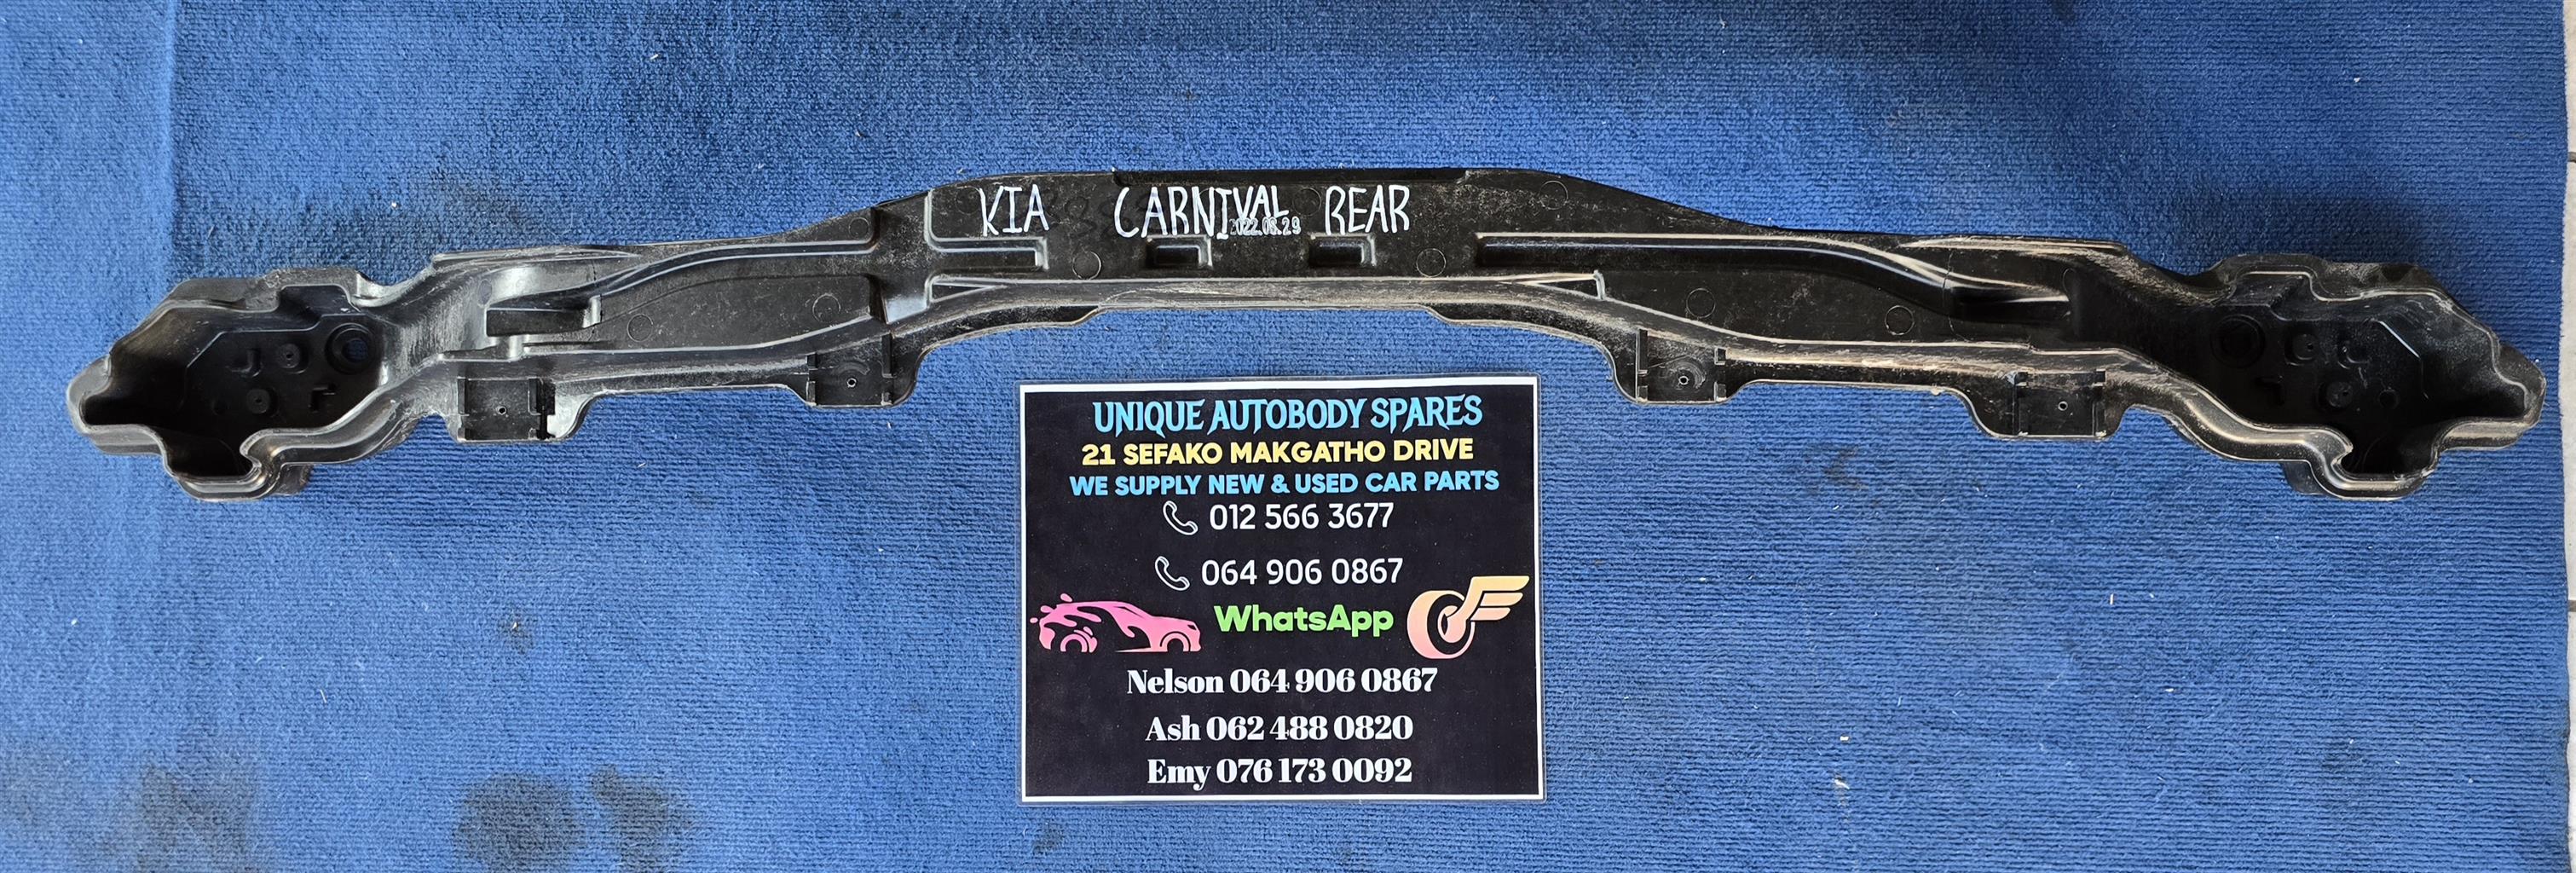 KIA CARNIVAL REAR
2022.08.29
UNIQUE AUTOBODY SPARES
21 SEFAKO MAKGATHO DRIVE
WE SUPPLY NEW & USED CAR PARTS
012 566 3677
064 906 0867
WhatsApp
Nelson 064 906 0867
Ash 062 488 0820
Emy 076 173 0092